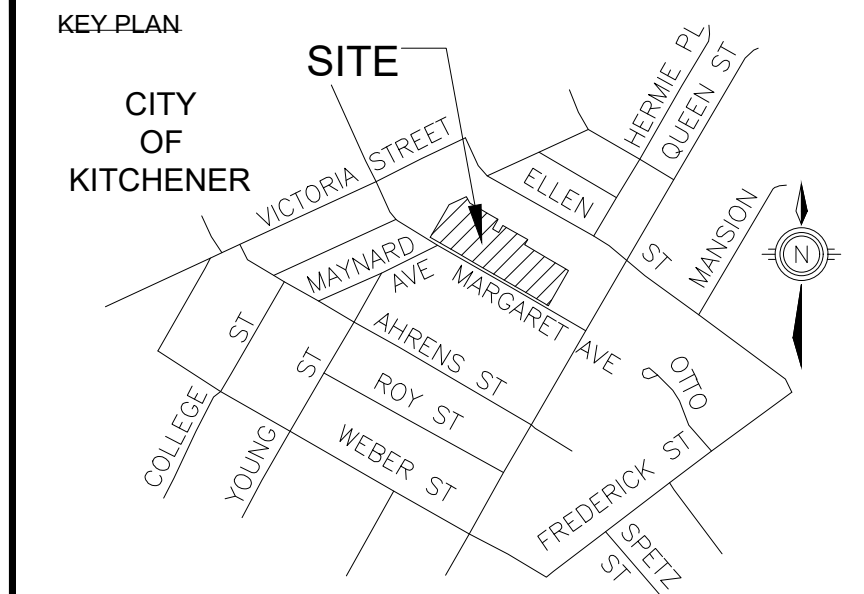 KEY PLAN
SITE
CITY
OF
KITCHENER
VICTORIA STREET
HERMIE PL
QUEEN ST
ELLEN ST
MANSION
N
MAYNARD AVE
MARGARET AVE
AHRENS ST
ROY ST
WEBER ST
COLLEGE ST
YOUNG ST
OTTO
FREDERICK ST
SPETZ ST